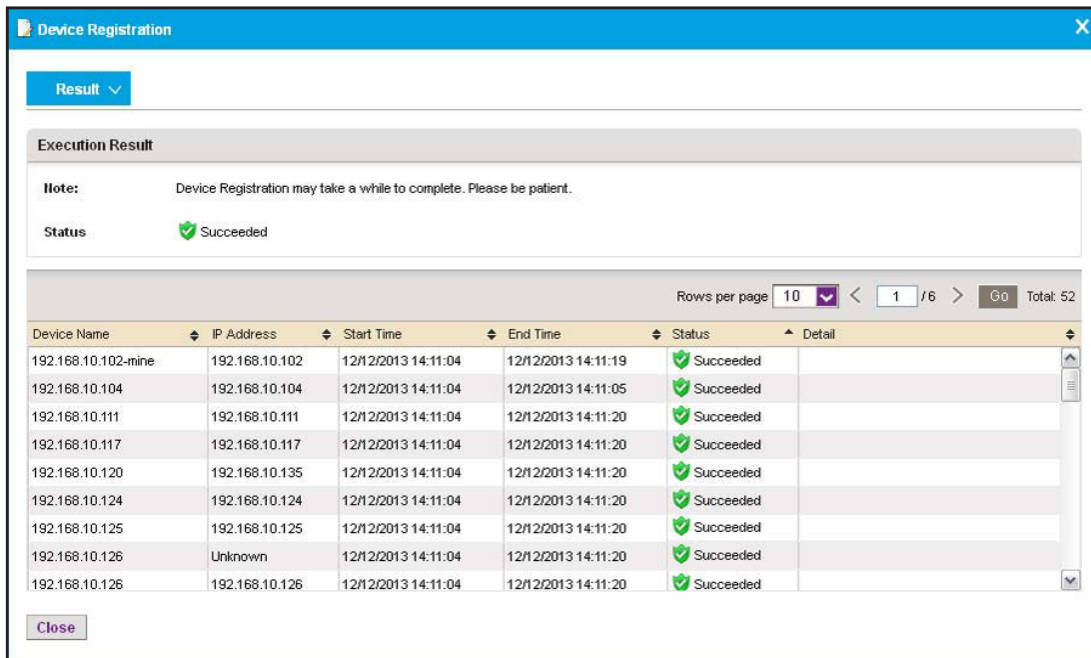 Device Registration X
Result
Execution Result
Note: Device Registration may take a while to complete. Please be patient.
Status Succeeded
Rows per page 10 < 1 /6 > Go Total: 52
Device Name IP Address Start Time End Time Status Detail
192.168.10.102-mine 192.168.10.102 12/12/2013 14:11:04 12/12/2013 14:11:19 Succeeded
192.168.10.104 192.168.10.104 12/12/2013 14:11:04 12/12/2013 14:11:05 Succeeded
192.168.10.111 192.168.10.111 12/12/2013 14:11:04 12/12/2013 14:11:20 Succeeded
192.168.10.117 192.168.10.117 12/12/2013 14:11:04 12/12/2013 14:11:20 Succeeded
192.168.10.120 192.168.10.135 12/12/2013 14:11:04 12/12/2013 14:11:20 Succeeded
192.168.10.124 192.168.10.124 12/12/2013 14:11:04 12/12/2013 14:11:20 Succeeded
192.168.10.125 192.168.10.125 12/12/2013 14:11:04 12/12/2013 14:11:20 Succeeded
192.168.10.126 Unknown 12/12/2013 14:11:04 12/12/2013 14:11:20 Succeeded
192.168.10.126 192.168.10.126 12/12/2013 14:11:04 12/12/2013 14:11:20 Succeeded
Close